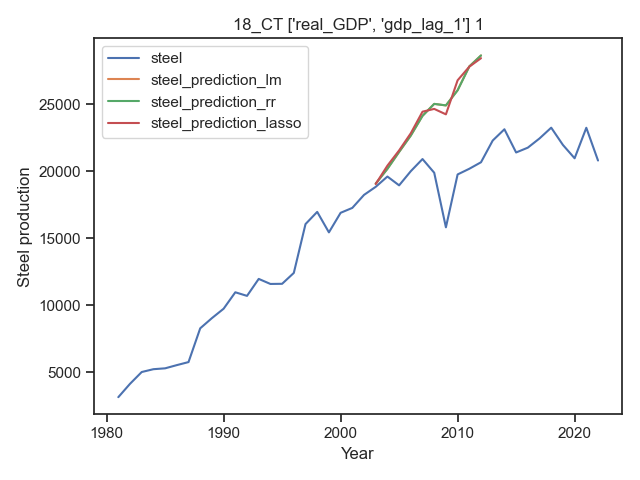 18_CT ['real_GDP', 'gdp_lag_1'] 1
steel
steel_prediction_lm
steel_prediction_rr
steel_prediction_lasso
Steel production
25000
20000
15000
10000
5000
1980 1990 2000 2010 2020
Year